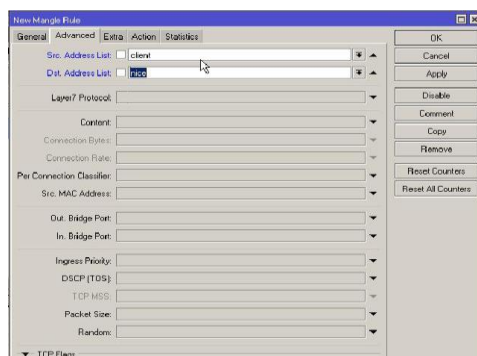 New Mangle Rule
General Advanced Extra Action Statistics
Src. Address List: client
Dst. Address List: nice
Layer7 Protocol:
Content:
Connection Bytes:
Connection Rate:
Per Connection Classifier:
Src. MAC Address:
Out. Bridge Port:
In. Bridge Port:
Ingress Priority:
DSCP (TOS):
TCP MSS:
Packet Size:
Random:
TCP Flags
OK
Cancel
Apply
Disable
Comment
Copy
Remove
Reset Counters
Reset All Counters